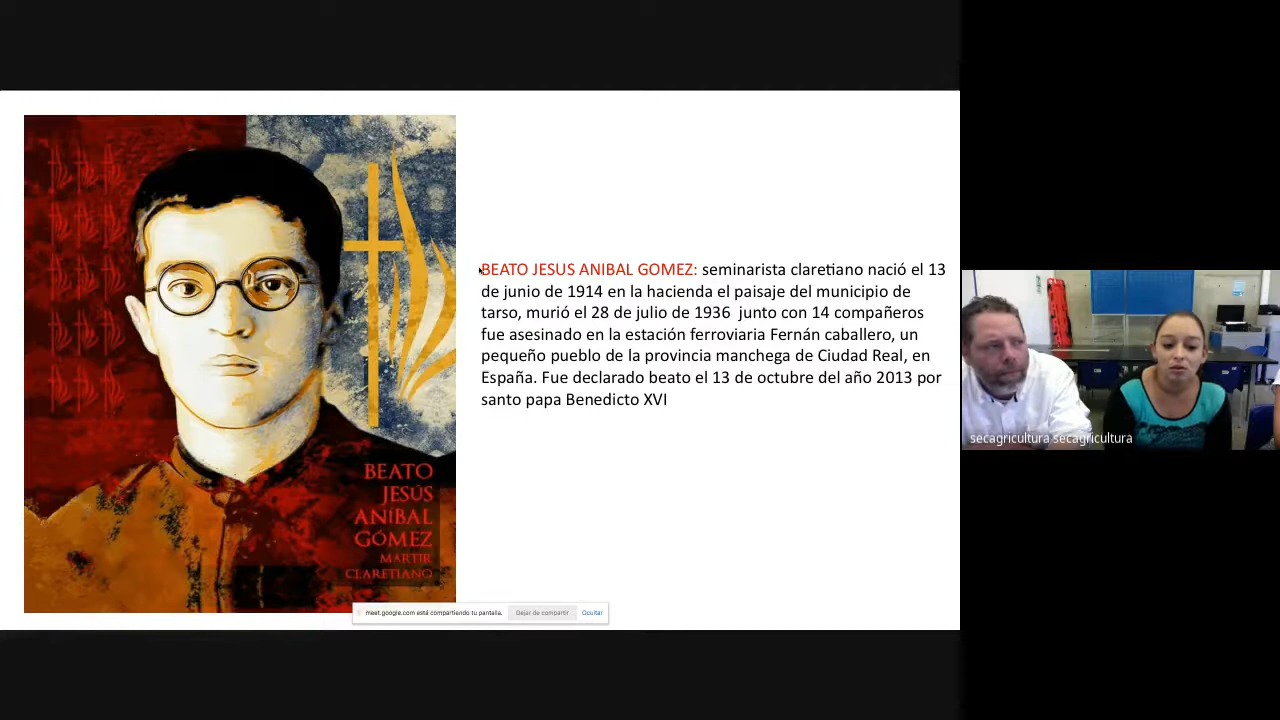 BEATO JESUS ANIBAL GOMEZ: seminarista claretiano nació el 13
de junio de 1914 en la hacienda el paisaje del municipio de
tarso, murió el 28 de julio de 1936  junto con 14 compañeros
fue asesinado en la estación ferroviaria Fernán caballero, un
pequeño pueblo de la provincia manchega de Ciudad Real, en
España. Fue declarado beato el 13 de octubre del año 2013 por
santo papa Benedicto XVI
BEATO
JESÚS
ANÍBAL
GÓMEZ
MARTIR
CLARETIANO
meet.google.com está compartiendo tu pantalla.
Dejar de compartir
Ocultar
secagricultura secagricultura